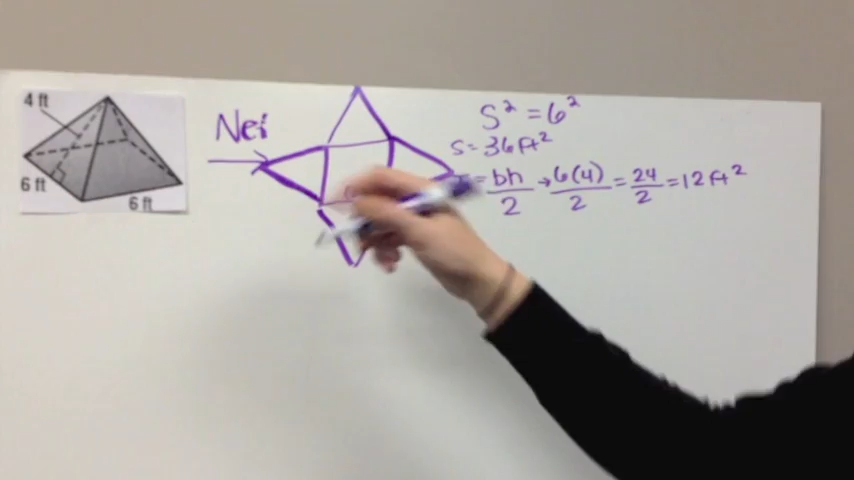 4 ft
6 ft
6 ft
Net
S² = 6²
S = 36 ft²
= bh/2 → 6(4)/2 = 24/2 = 12 ft²